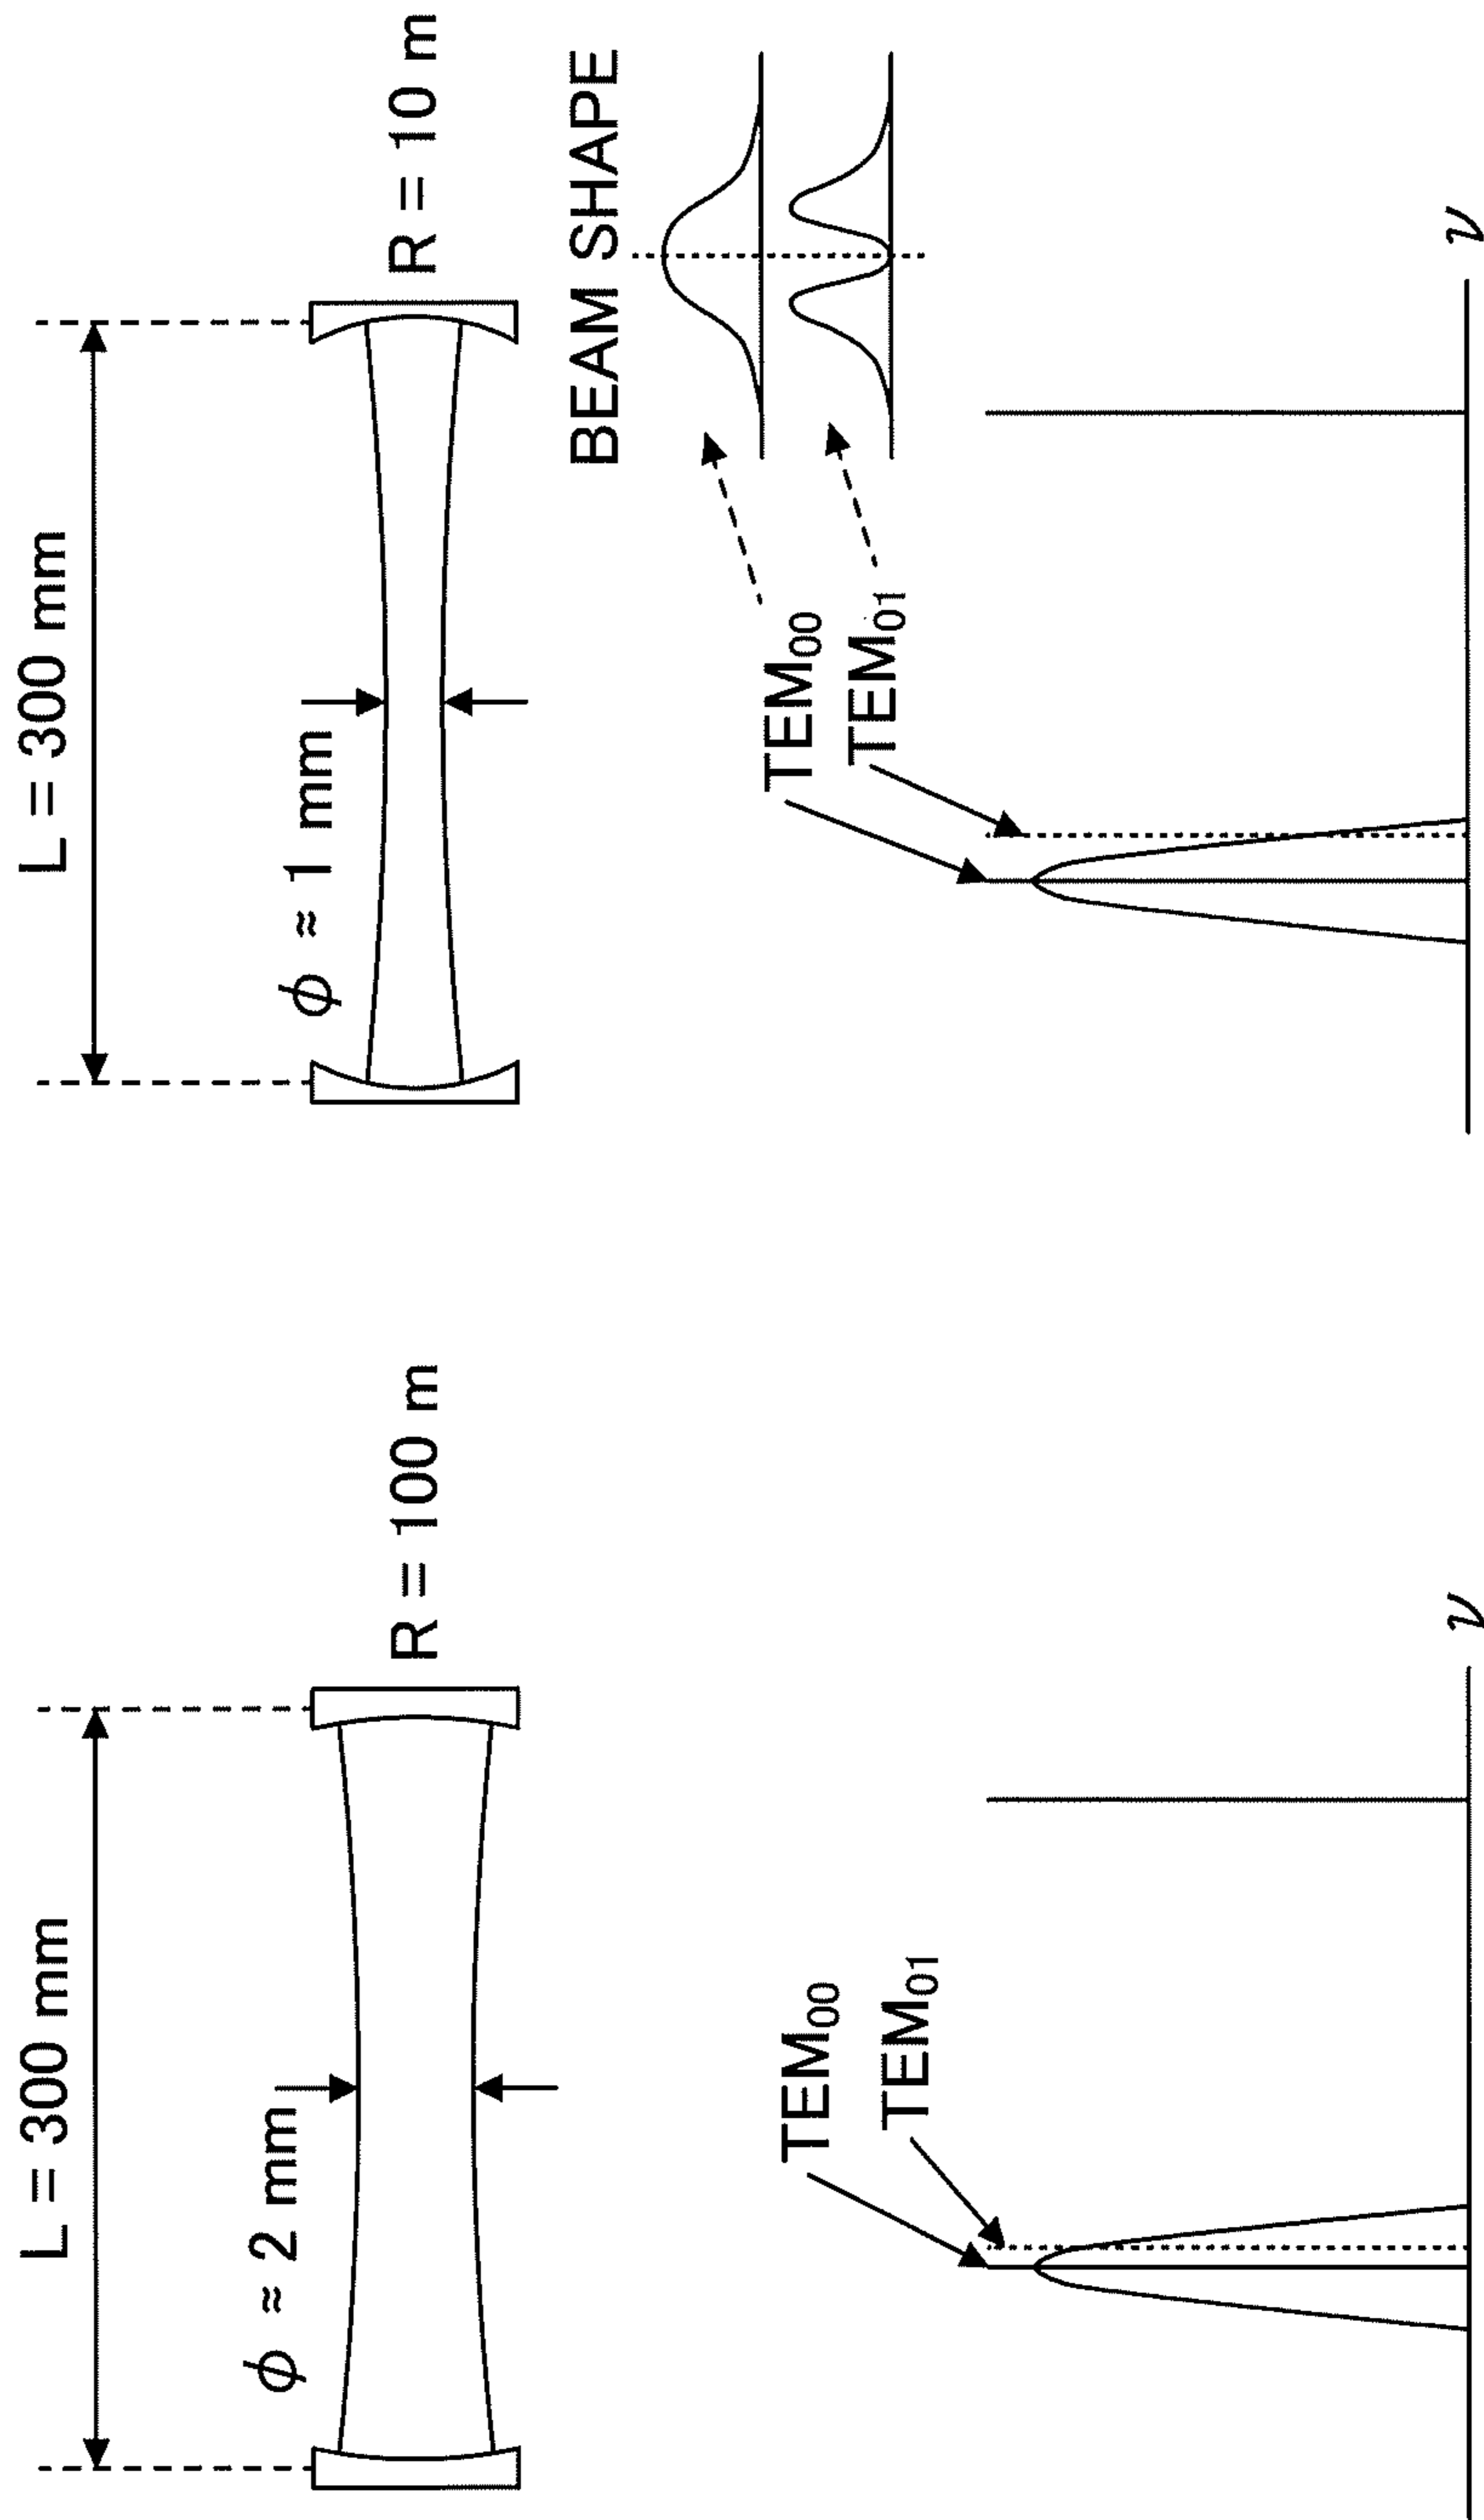 L = 300 mm
ϕ ≈ 2 mm
R = 100 m
TEM00
TEM01
ν
L = 300 mm
ϕ ≈ 1 mm
R = 10 m
BEAM SHAPE
TEM00
TEM01
ν